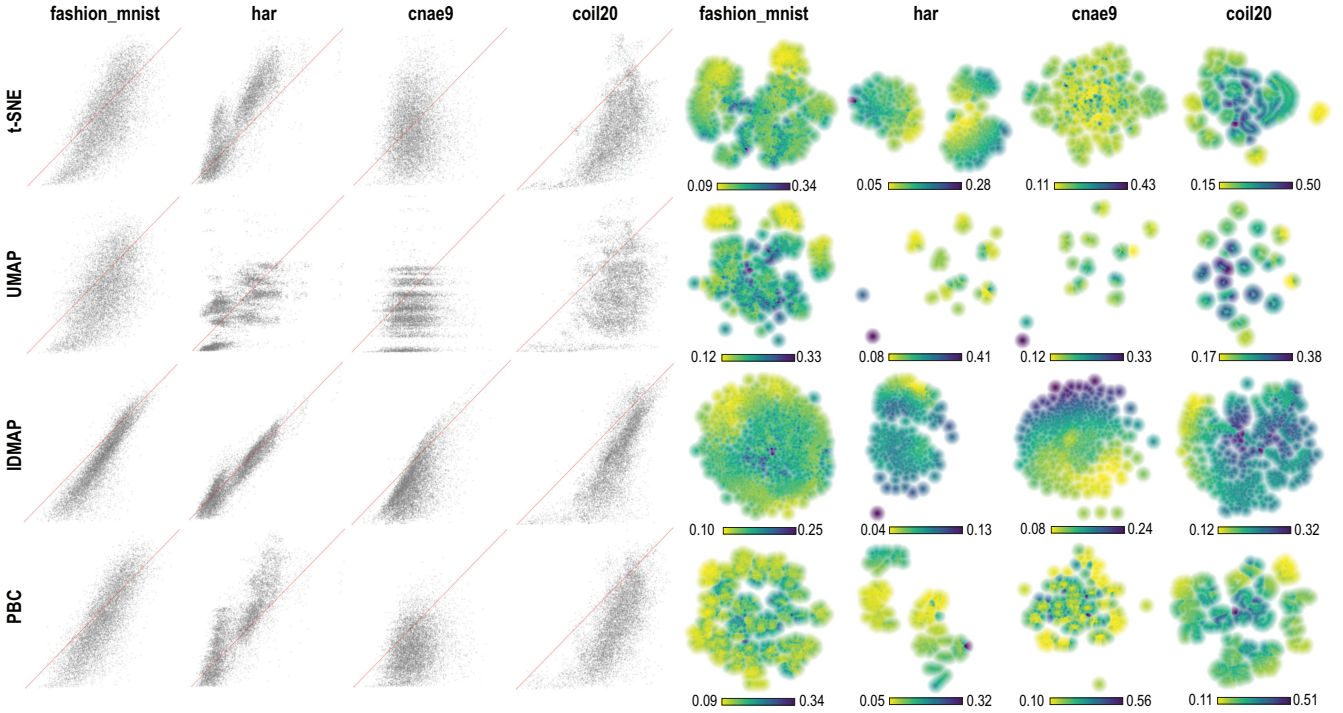 fashion_mnist har cnae9 coil20 fashion_mnist har cnae9 coil20
t-SNE
0.09 0.34 0.05 0.28 0.11 0.43 0.15 0.50
UMAP
0.12 0.33 0.08 0.41 0.12 0.33 0.17 0.38
IDMAP
0.10 0.25 0.04 0.13 0.08 0.24 0.12 0.32
PBC
0.09 0.34 0.05 0.32 0.10 0.56 0.11 0.51